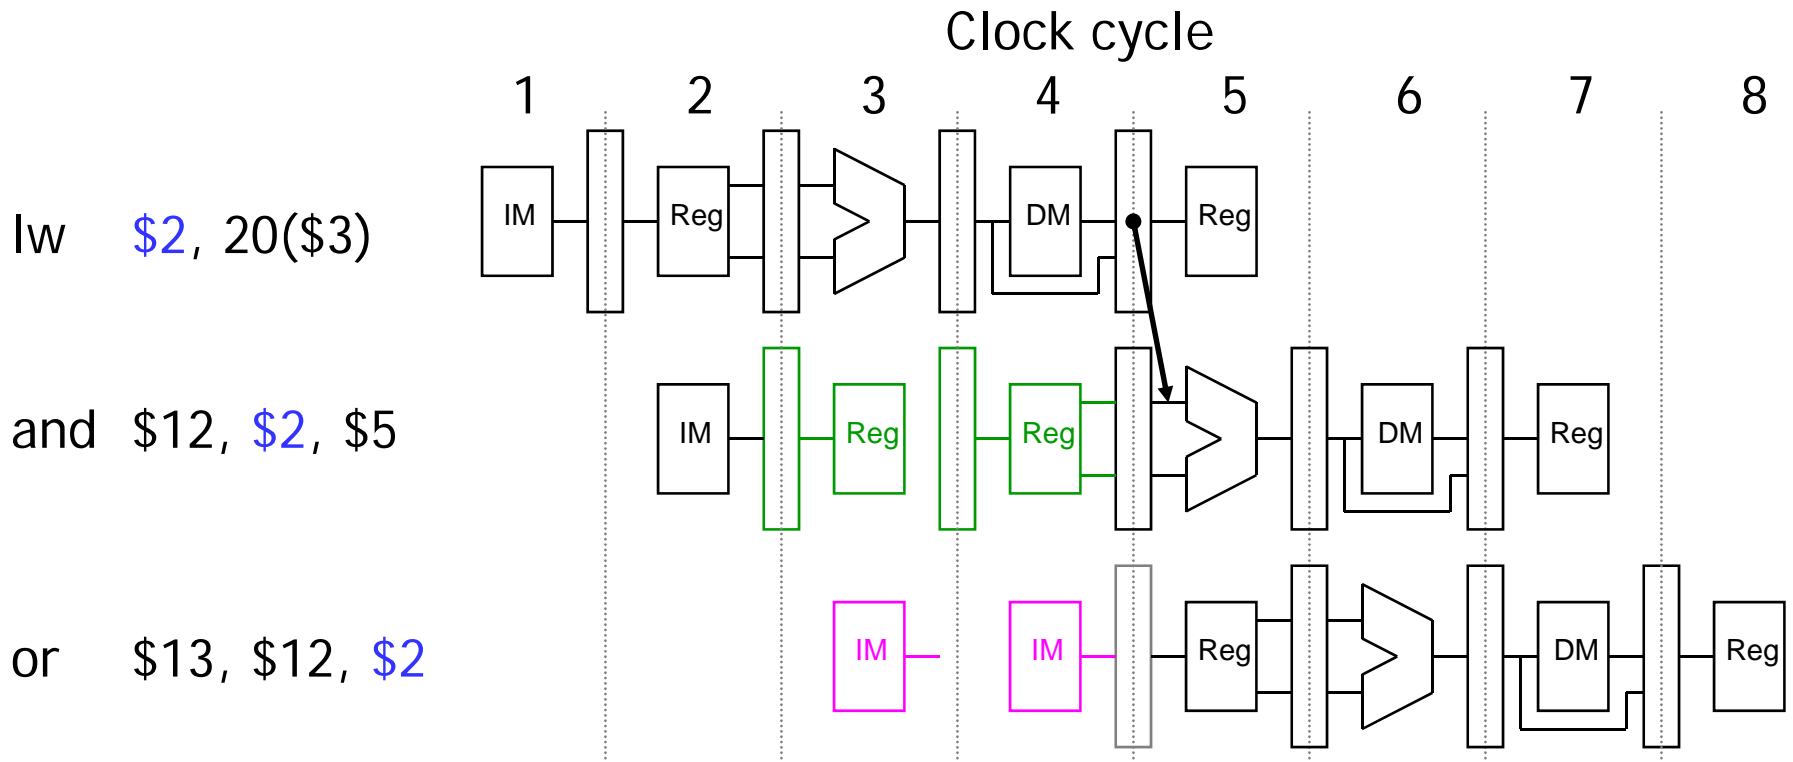 Clock cycle
1 2 3 4 5 6 7 8
lw $2, 20($3) IM Reg DM Reg
and $12, $2, $5 IM Reg Reg DM Reg
or $13, $12, $2 IM IM Reg DM Reg